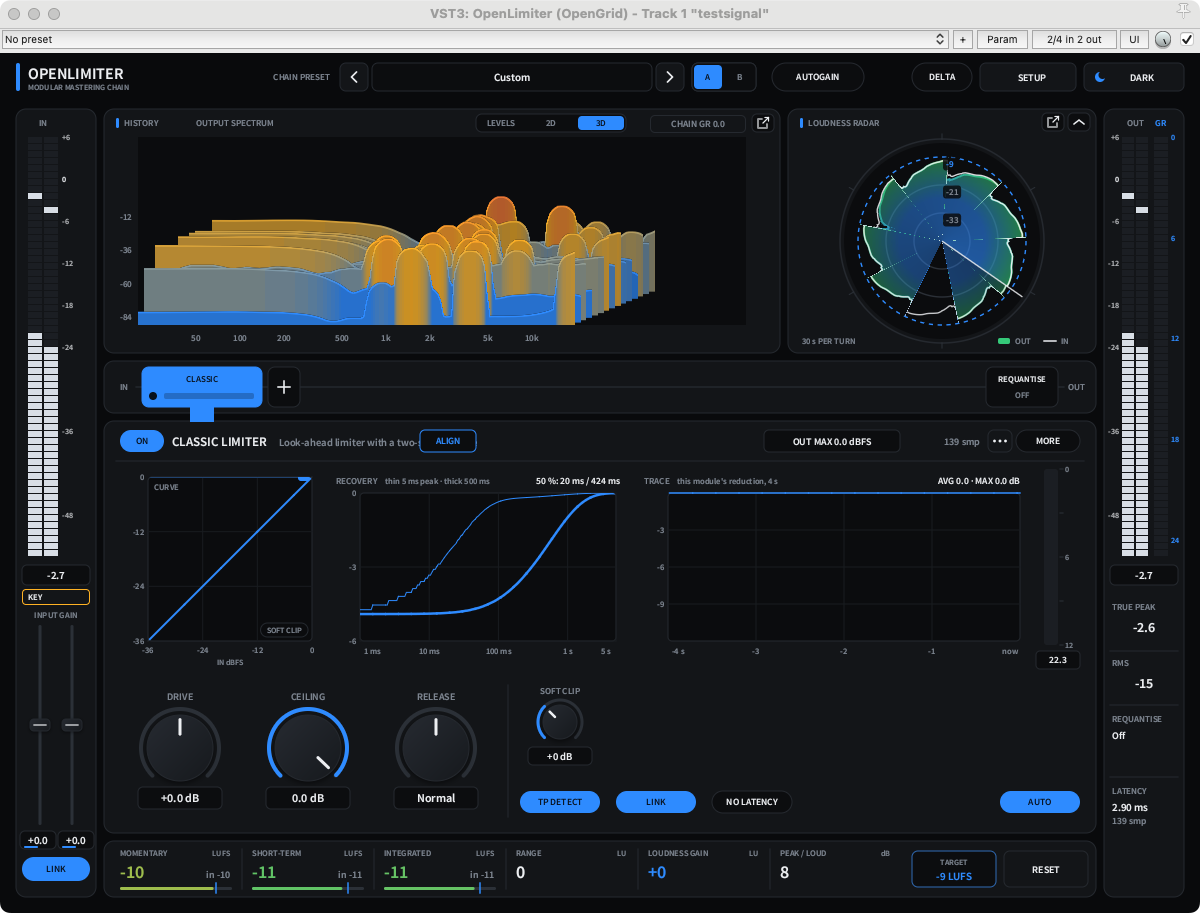 VST3: OpenLimiter (OpenGrid) - Track 1 "testsignal"
No preset
+ Param 2/4 in 2 out UI
OPENLIMITER
MODULAR MASTERING CHAIN
CHAIN PRESET
Custom
A B
AUTOGAIN
DELTA
SETUP
DARK
IN
+6
0
-6
-12
-18
-24
-36
-48
-2.7
KEY
INPUT GAIN
+0.0 +0.0
LINK
HISTORY OUTPUT SPECTRUM
LEVELS 2D 3D
CHAIN GR 0.0
-12
-36
-60
-84
50 100 200 500 1k 2k 5k 10k
LOUDNESS RADAR
-9
-21
-33
30 s PER TURN
OUT IN
IN
CLASSIC
+
REQUANTISE
OFF
OUT
ON
CLASSIC LIMITER
Look-ahead limiter with a two-s
ALIGN
OUT MAX 0.0 dBFS
139 smp
MORE
CURVE
0
-12
-24
-36
-36 -24 -12 0
IN dBFS
SOFT CLIP
RECOVERY thin 5 ms peak · thick 500 ms
50 %: 20 ms / 424 ms
0
-3
-6
1 ms 10 ms 100 ms 1 s 5 s
TRACE this module's reduction, 4 s
AVG 0.0 · MAX 0.0 dB
-3
-6
-9
-4 s -3 -2 -1 now
0
6
12
22.3
DRIVE
+0.0 dB
CEILING
0.0 dB
RELEASE
Normal
SOFT CLIP
+0 dB
TP DETECT
LINK
NO LATENCY
AUTO
MOMENTARY LUFS
-10 in -10
SHORT-TERM LUFS
-11 in -11
INTEGRATED LUFS
-11 in -11
RANGE LU
0
LOUDNESS GAIN LU
+0
PEAK / LOUD dB
8
TARGET
-9 LUFS
RESET
OUT GR
+6 0
0
-6 6
-12
-18
-24 12
-36 18
-48 24
-2.7
TRUE PEAK
-2.6
RMS
-15
REQUANTISE
Off
LATENCY
2.90 ms
139 smp